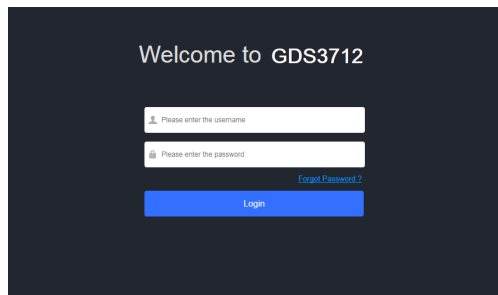 Welcome to GDS3712
Please enter the username
Please enter the password
Forgot Password ?
Login